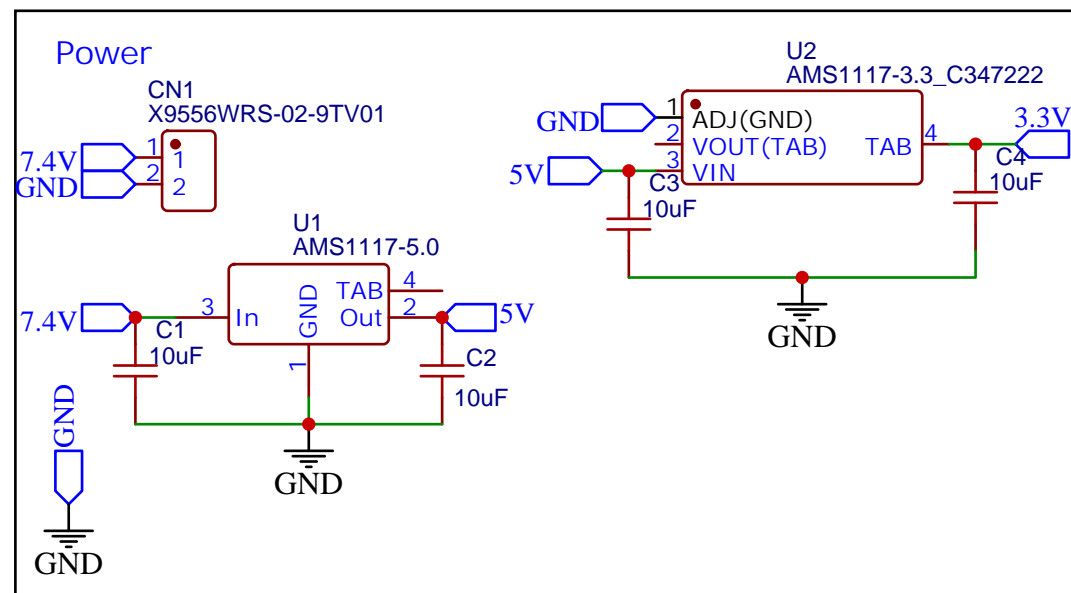 Power
CN1
X9556WRS-02-9TV01
7.4V
1
1
GND
2
2
U2
AMS1117-3.3_C347222
GND
1
ADJ(GND)
2
VOUT(TAB)
TAB
4
3.3V
5V
3
VIN
C3
10uF
C4
10uF
GND
U1
AMS1117-5.0
7.4V
3
In
GND
1
TAB
4
Out
2
5V
C1
10uF
C2
10uF
GND
GND
GND